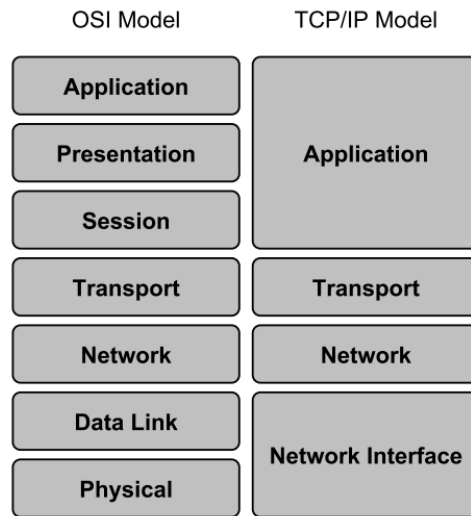 OSI Model
TCP/IP Model
Application
Presentation
Session
Transport
Network
Data Link
Physical
Application
Transport
Network
Network Interface